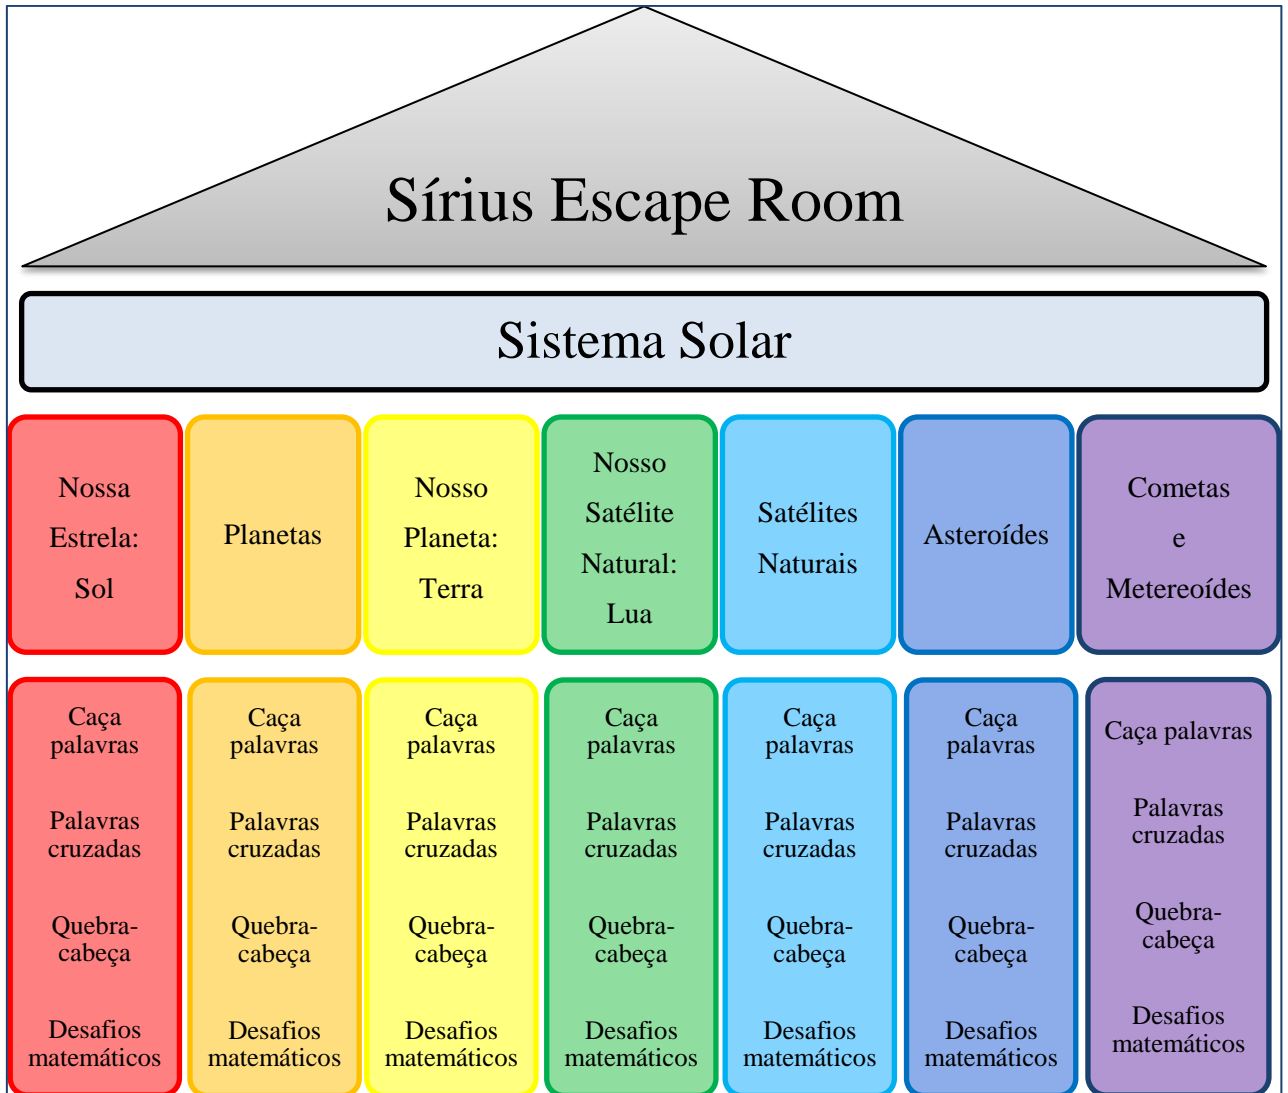 Sírius Escape Room
Sistema Solar
Nossa
Estrela:
Sol
Planetas
Nosso
Planeta:
Terra
Nosso
Satélite
Natural:
Lua
Satélites
Naturais
Asteroídes
Cometas
e
Metereoídes
Caça
palavras
Palavras
cruzadas
Quebra-
cabeça
Desafios
matemáticos
Caça
palavras
Palavras
cruzadas
Quebra-
cabeça
Desafios
matemáticos
Caça
palavras
Palavras
cruzadas
Quebra-
cabeça
Desafios
matemáticos
Caça
palavras
Palavras
cruzadas
Quebra-
cabeça
Desafios
matemáticos
Caça
palavras
Palavras
cruzadas
Quebra-
cabeça
Desafios
matemáticos
Caça
palavras
Palavras
cruzadas
Quebra-
cabeça
Desafios
matemáticos
Caça palavras
Palavras
cruzadas
Quebra-
cabeça
Desafios
matemáticos